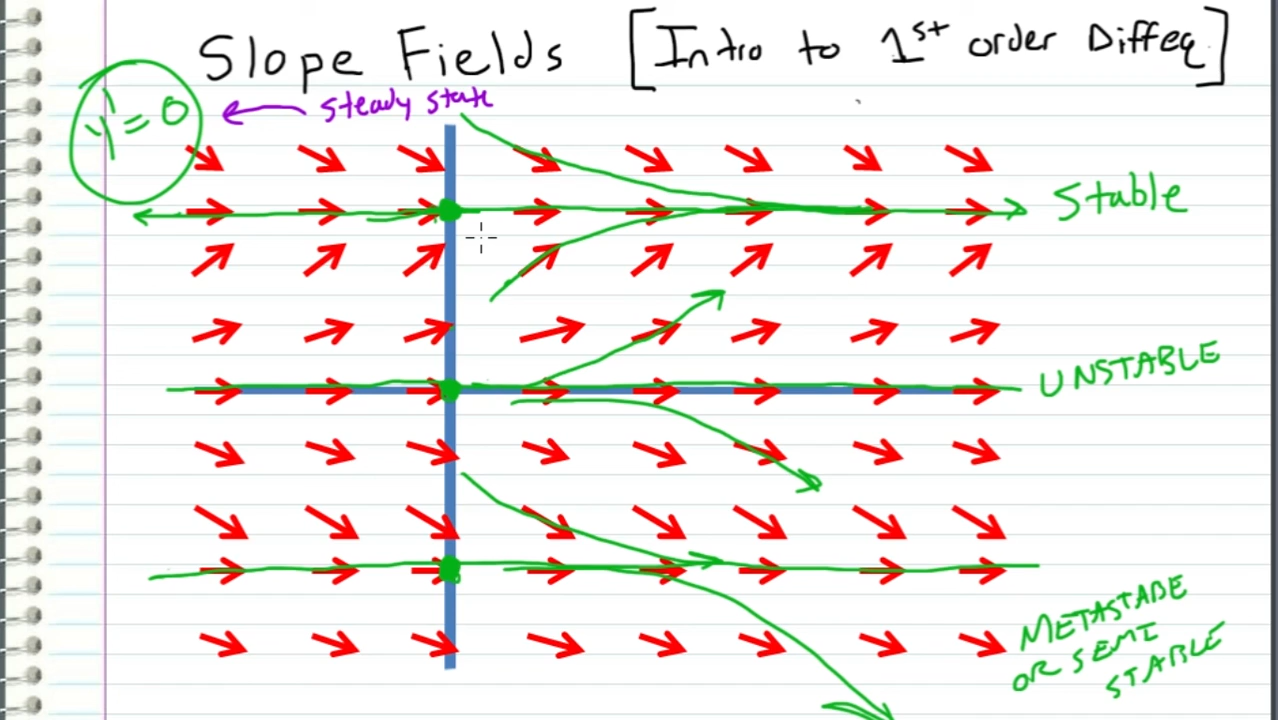 Slope Fields [Intro to 1st order Diffeq]
y' = 0 ← steady state
Stable
UNSTABLE
METASTABE
OR SEMI
STABLE